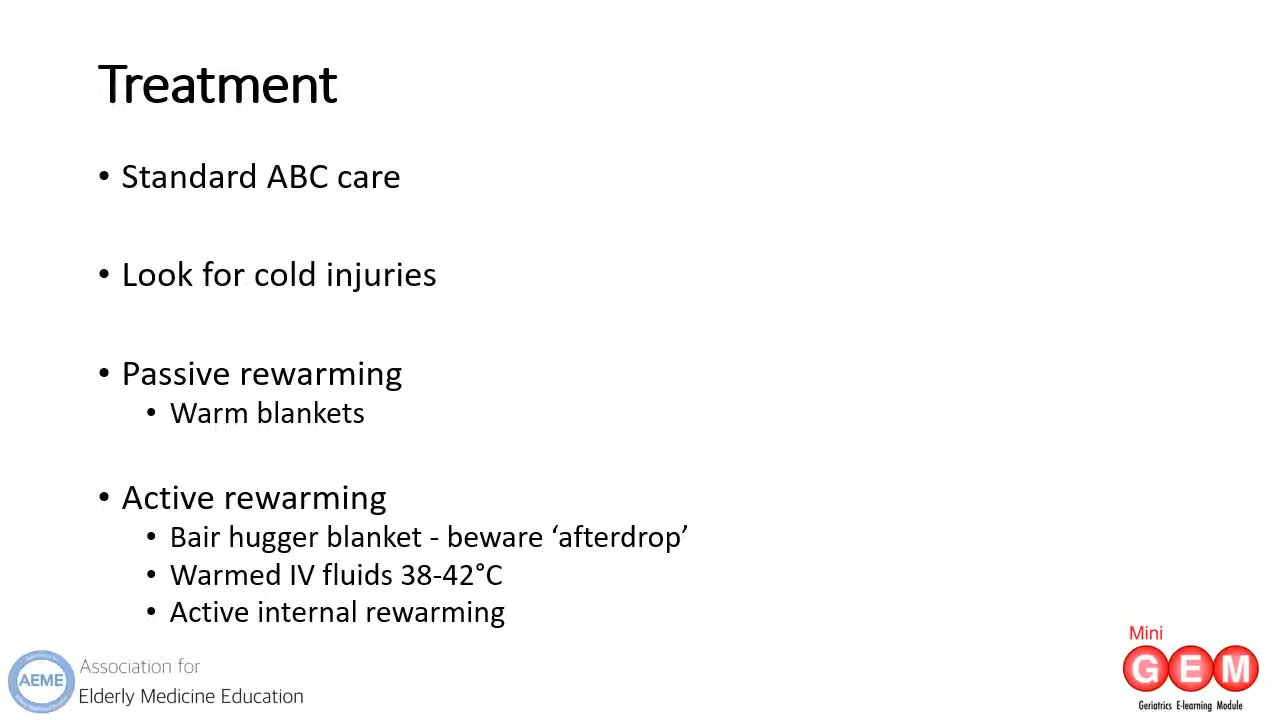 Treatment
• Standard ABC care
• Look for cold injuries
• Passive rewarming
• Warm blankets
• Active rewarming
• Bair hugger blanket - beware ‘afterdrop’
• Warmed IV fluids 38-42°C
• Active internal rewarming
AEME
Association for
Elderly Medicine Education
Mini
GEM
Geriatrics E-learning Module